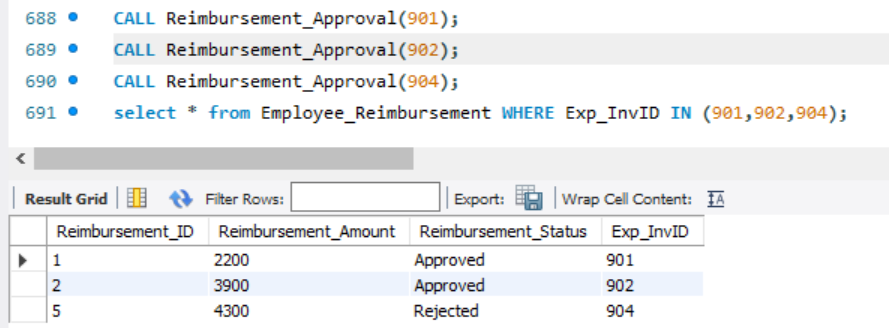 688 CALL Reimbursement_Approval(901);
689 CALL Reimbursement_Approval(902);
690 CALL Reimbursement_Approval(904);
691 select * from Employee_Reimbursement WHERE Exp_InvID IN (901,902,904);
Result Grid Filter Rows: Export: Wrap Cell Content: IA
Reimbursement_ID Reimbursement_Amount Reimbursement_Status Exp_InvID
1 2200 Approved 901
2 3900 Approved 902
5 4300 Rejected 904